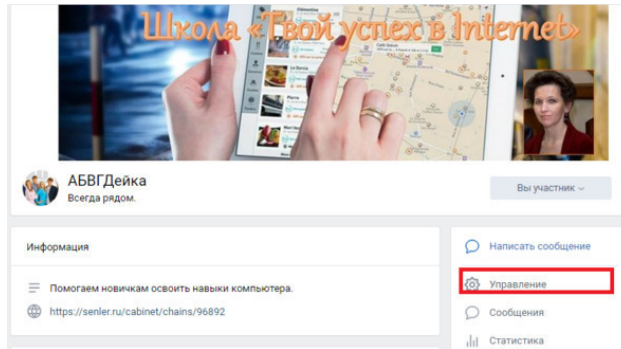 Школа «Твой успех в Internet»
АБВГДейка
Всегда рядом.
Вы участник
Информация
Помогаем новичкам освоить навыки компьютера.
https://senler.ru/cabinet/chains/96892
Написать сообщение
Управление
Сообщения
Статистика